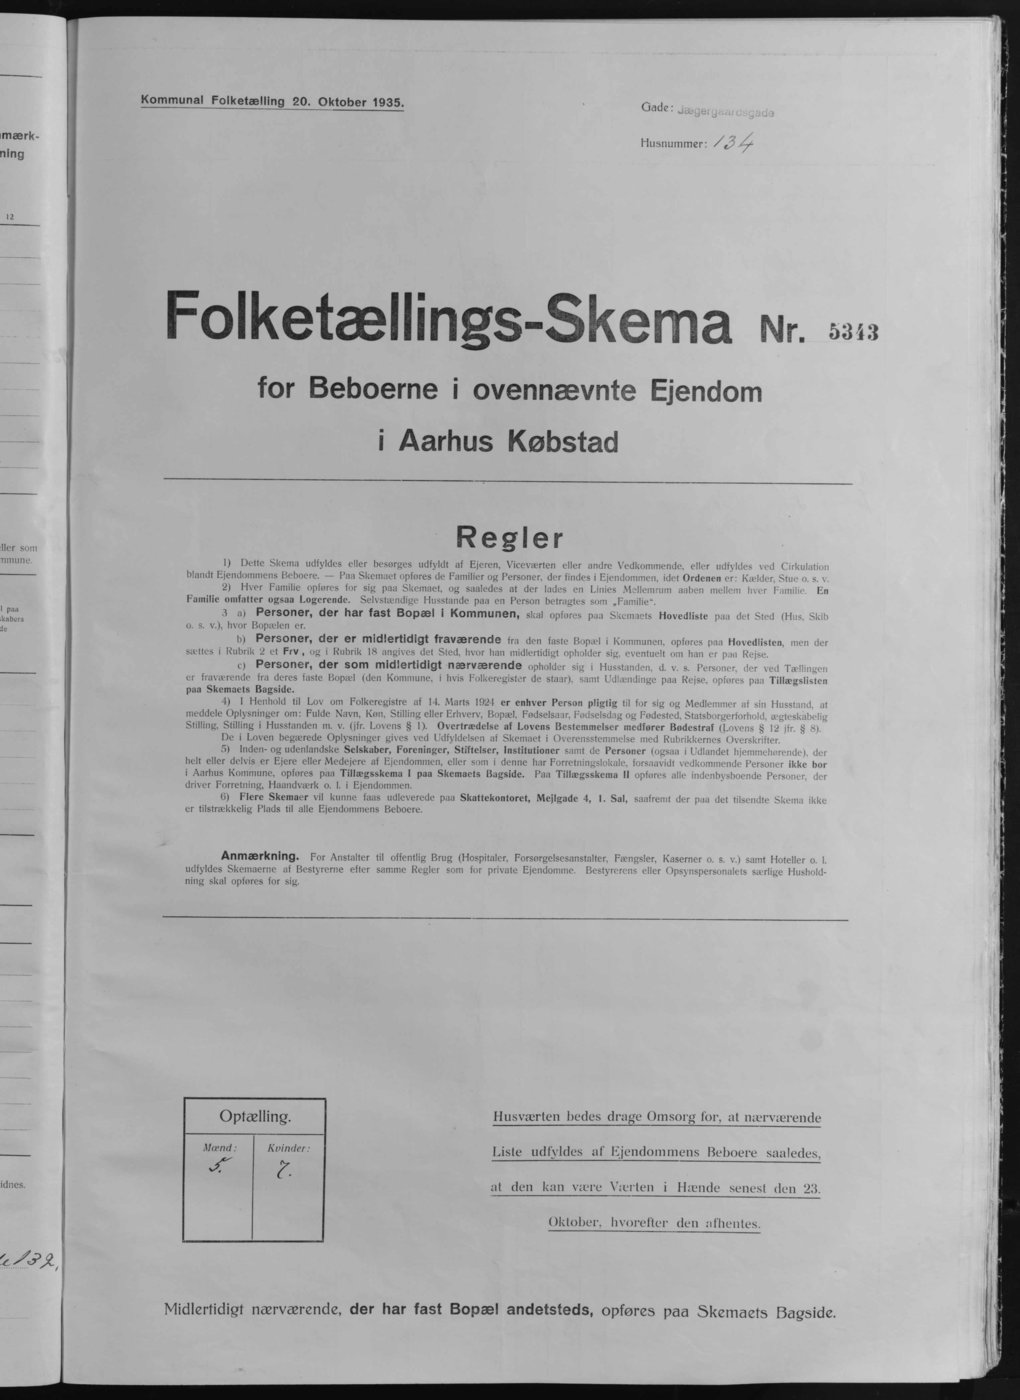 mærk-
ning
12
ller som
mmune.
l paa
skabers
de
idnes.
132,
Kommunal Folketælling 20. Oktober 1935.
Gade: Jægergaardsgade
Husnummer: 134
Folketællings-Skema Nr. 5343
for Beboerne i ovennævnte Ejendom
i Aarhus Købstad
Regler
1) Dette Skema udfyldes eller besørges udfyldt af Ejeren, Viceværten eller andre Vedkommende, eller udfyldes ved Cirkulation
blandt Ejendommens Beboere. — Paa Skemaet opføres de Familier og Personer, der findes i Ejendommen, idet Ordenen er: Kælder, Stue o. s. v.
2) Hver Familie opføres for sig paa Skemaet, og saaledes at der lades en Linies Mellemrum aaben mellem hver Familie. En
Familie omfatter ogsaa Logerende. Selvstændige Husstande paa en Person betragtes som „Familie“.
3 a) Personer, der har fast Bopæl i Kommunen, skal opføres paa Skemaets Hovedliste paa det Sted (Hus, Skib
o. s. v.), hvor Bopælen er.
b) Personer, der er midlertidigt fraværende fra den faste Bopæl i Kommunen, opføres paa Hovedlisten, men der
sættes i Rubrik 2 et Frv , og i Rubrik 18 angives det Sted, hvor han midlertidigt opholder sig, eventuelt om han er paa Rejse.
c) Personer, der som midlertidigt nærværende opholder sig i Husstanden, d. v. s. Personer, der ved Tællingen
er fraværende fra deres faste Bopæl (den Kommune, i hvis Folkeregister de staar), samt Udlændinge paa Rejse, opføres paa Tillægslisten
paa Skemaets Bagside.
4) I Henhold til Lov om Folkeregistre af 14. Marts 1924 er enhver Person pligtig til for sig og Medlemmer af sin Husstand, at
meddele Oplysninger om: Fulde Navn, Køn, Stilling eller Erhverv, Bopæl, Fødselsaar, Fødselsdag og Fødested, Statsborgerforhold, ægteskabelig
Stilling, Stilling i Husstanden m. v. (jfr. Lovens § 1). Overtrædelse af Lovens Bestemmelser medfører Bødestraf (Lovens § 12 jfr. § 8).
De i Loven begærede Oplysninger gives ved Udfyldelsen af Skemaet i Overensstemmelse med Rubrikkernes Overskrifter.
5) Inden- og udenlandske Selskaber, Foreninger, Stiftelser, Institutioner samt de Personer (ogsaa i Udlandet hjemmehørende), der
helt eller delvis er Ejere eller Medejere af Ejendommen, eller som i denne har Forretningslokale, forsaavidt vedkommende Personer ikke bor
i Aarhus Kommune, opføres paa Tillægsskema I paa Skemaets Bagside. Paa Tillægsskema II opføres alle indenbysboende Personer, der
driver Forretning, Haandværk o. l. i Ejendommen.
6) Flere Skemaer vil kunne faas udleverede paa Skattekontoret, Mejlgade 4, 1. Sal, saafremt der paa det tilsendte Skema ikke
er tilstrækkelig Plads til alle Ejendommens Beboere.
Anmærkning. For Anstalter til offentlig Brug (Hospitaler, Forsørgelsesanstalter, Fængsler, Kaserner o. s. v.) samt Hoteller o. l.
udfyldes Skemaerne af Bestyrerne efter samme Regler som for private Ejendomme. Bestyrerens eller Opsynspersonalets særlige Hushold-
ning skal opføres for sig.
Optælling.
Mænd: Kvinder:
5. 7.
Husværten bedes drage Omsorg for, at nærværende
Liste udfyldes af Ejendommens Beboere saaledes,
at den kan være Værten i Hænde senest den 23.
Oktober, hvorefter den afhentes.
Midlertidigt nærværende, der har fast Bopæl andetsteds, opføres paa Skemaets Bagside.